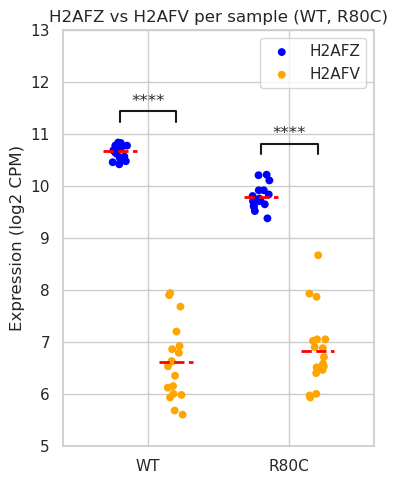 H2AFZ vs H2AFV per sample (WT, R80C)
13
12
11
10
9
8
7
6
5
Expression (log2 CPM)
H2AFZ
H2AFV
****
****
WT
R80C